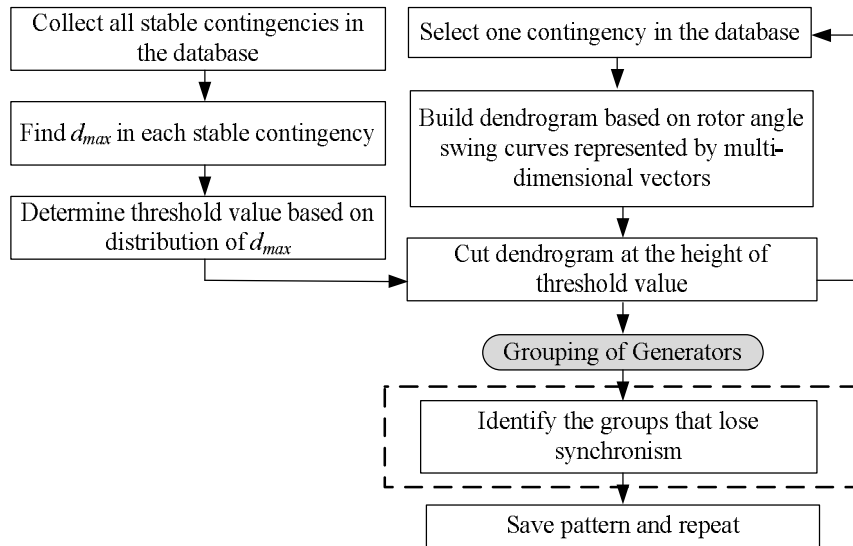 Collect all stable contingencies in
the database
Find dmax in each stable contingency
Determine threshold value based on
distribution of dmax
Select one contingency in the database
Build dendrogram based on rotor angle
swing curves represented by multi-
dimensional vectors
Cut dendrogram at the height of
threshold value
Grouping of Generators
Identify the groups that lose
synchronism
Save pattern and repeat